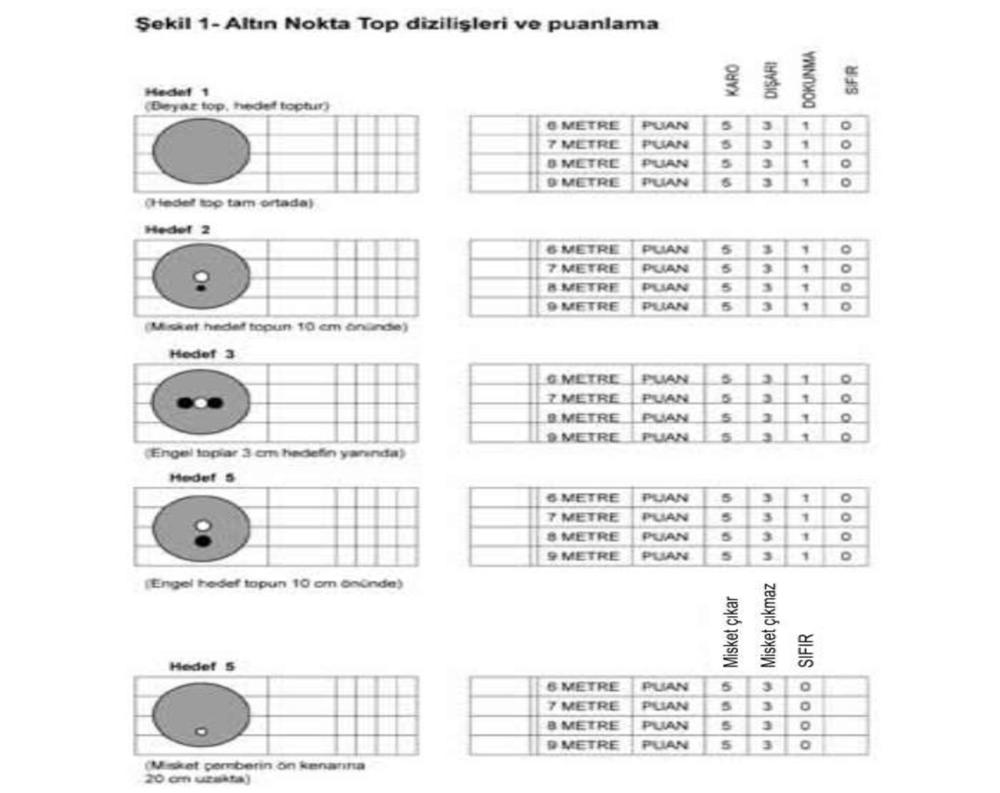 Şekil 1- Altın Nokta Top dizilişleri ve puanlama
KARO DIŞARI DOKUNMA SIFIR
Hedef 1
(Beyaz top, hedef toptur)
6 METRE PUAN 5 3 1 0
7 METRE PUAN 5 3 1 0
8 METRE PUAN 5 3 1 0
9 METRE PUAN 5 3 1 0
(Hedef top tam ortada)
Hedef 2
6 METRE PUAN 5 3 1 0
7 METRE PUAN 5 3 1 0
8 METRE PUAN 5 3 1 0
9 METRE PUAN 5 3 1 0
(Misket hedef topun 10 cm önünde)
Hedef 3
6 METRE PUAN 5 3 1 0
7 METRE PUAN 5 3 1 0
8 METRE PUAN 5 3 1 0
9 METRE PUAN 5 3 1 0
(Engel toplar 3 cm hedefin yanında)
Hedef 5
6 METRE PUAN 5 3 1 0
7 METRE PUAN 5 3 1 0
8 METRE PUAN 5 3 1 0
9 METRE PUAN 5 3 1 0
(Engel hedef topun 10 cm önünde)
Misket çıkar Misket çıkmaz SIFIR
Hedef 5
6 METRE PUAN 5 3 0
7 METRE PUAN 5 3 0
8 METRE PUAN 5 3 0
9 METRE PUAN 5 3 0
(Misket çemberin ön kenarına
20 cm uzakta)